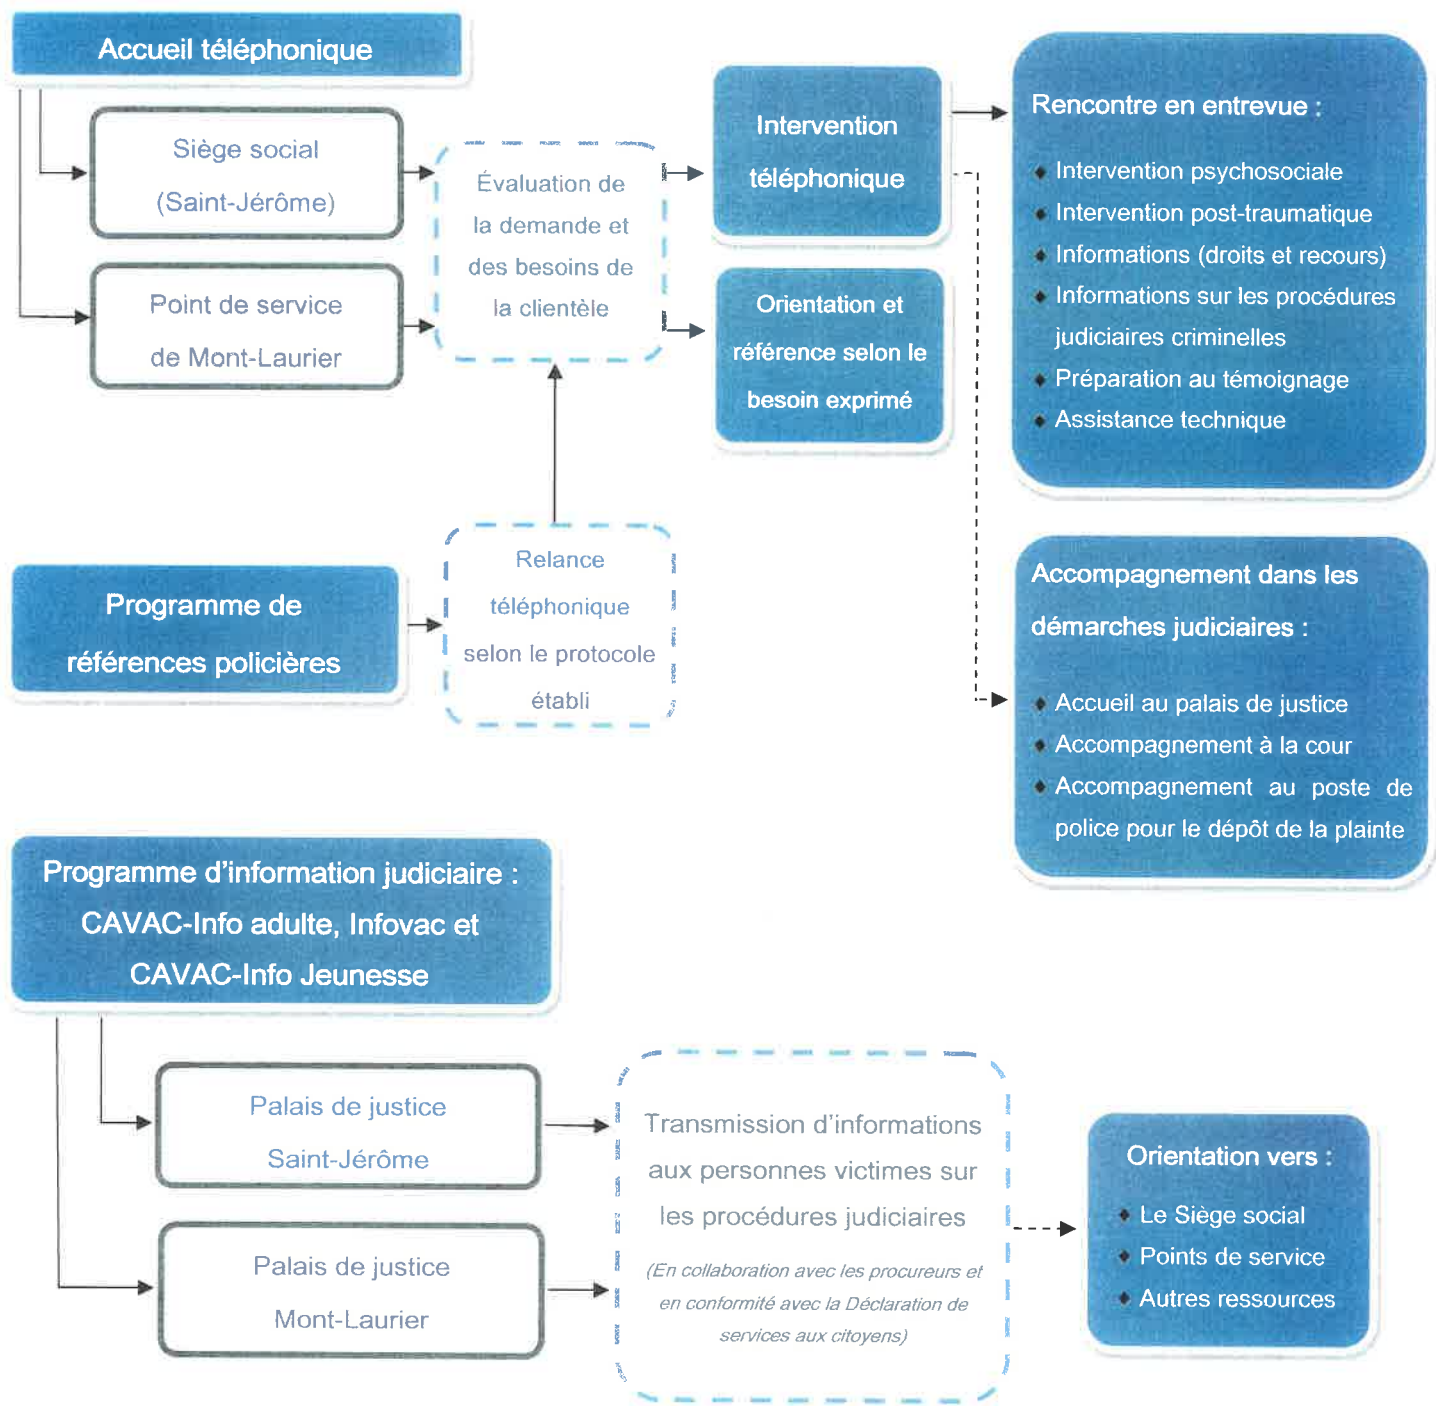 Accueil téléphonique
Siège social
(Saint-Jérôme)
Point de service
de Mont-Laurier
Évaluation de
la demande et
des besoins de
la clientèle
Intervention
téléphonique
Orientation et
référence selon le
besoin exprimé
Rencontre en entrevue :
Intervention psychosociale
Intervention post-traumatique
Informations (droits et recours)
Informations sur les procédures
judiciaires criminelles
Préparation au témoignage
Assistance technique
Programme de
références policières
Relance
téléphonique
selon le protocole
établi
Accompagnement dans les
démarches judiciaires :
Accueil au palais de justice
Accompagnement à la cour
Accompagnement au poste de
police pour le dépôt de la plainte
Programme d'information judiciaire :
CAVAC-Info adulte, Infovac et
CAVAC-Info Jeunesse
Palais de justice
Saint-Jérôme
Palais de justice
Mont-Laurier
Transmission d'informations
aux personnes victimes sur
les procédures judiciaires
(En collaboration avec les procureurs et
en conformité avec la Déclaration de
services aux citoyens)
Orientation vers :
Le Siège social
Points de service
Autres ressources